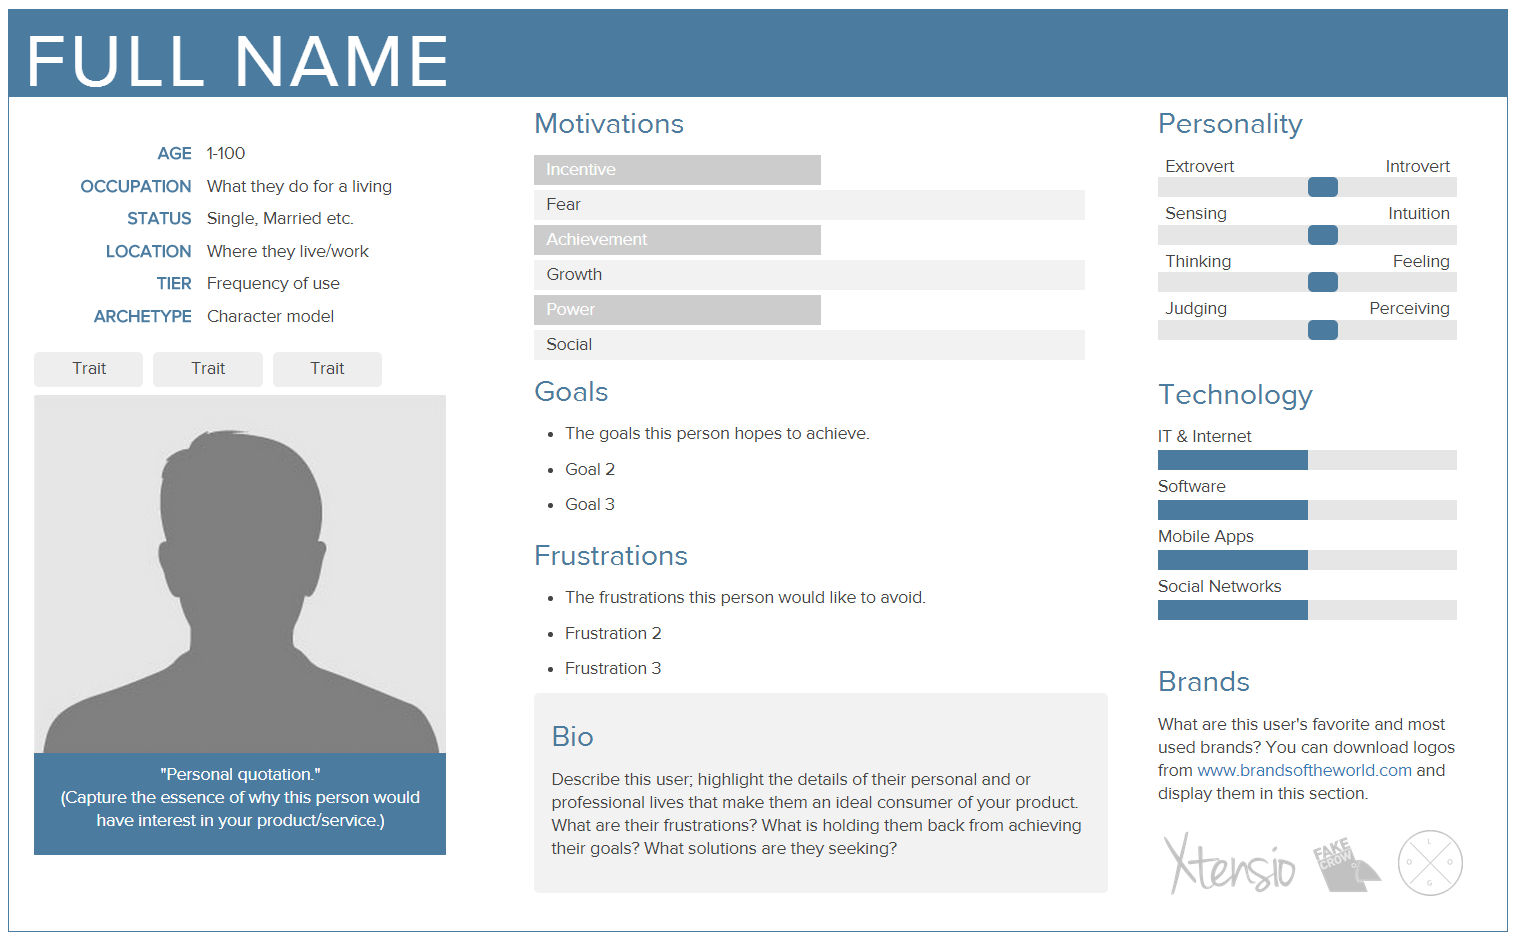 FULL NAME
AGE 1-100
OCCUPATION What they do for a living
STATUS Single, Married etc.
LOCATION Where they live/work
TIER Frequency of use
ARCHETYPE Character model
Trait Trait Trait
"Personal quotation."
(Capture the essence of why this person would
have interest in your product/service.)
Motivations
Incentive
Fear
Achievement
Growth
Power
Social
Goals
• The goals this person hopes to achieve.
• Goal 2
• Goal 3
Frustrations
• The frustrations this person would like to avoid.
• Frustration 2
• Frustration 3
Bio
Describe this user; highlight the details of their personal and or
professional lives that make them an ideal consumer of your product.
What are their frustrations? What is holding them back from achieving
their goals? What solutions are they seeking?
Personality
Extrovert Introvert
Sensing Intuition
Thinking Feeling
Judging Perceiving
Technology
IT & Internet
Software
Mobile Apps
Social Networks
Brands
What are this user's favorite and most
used brands? You can download logos
from www.brandsoftheworld.com and
display them in this section.
Xtensio
FAKE
CROW
L
O O
G